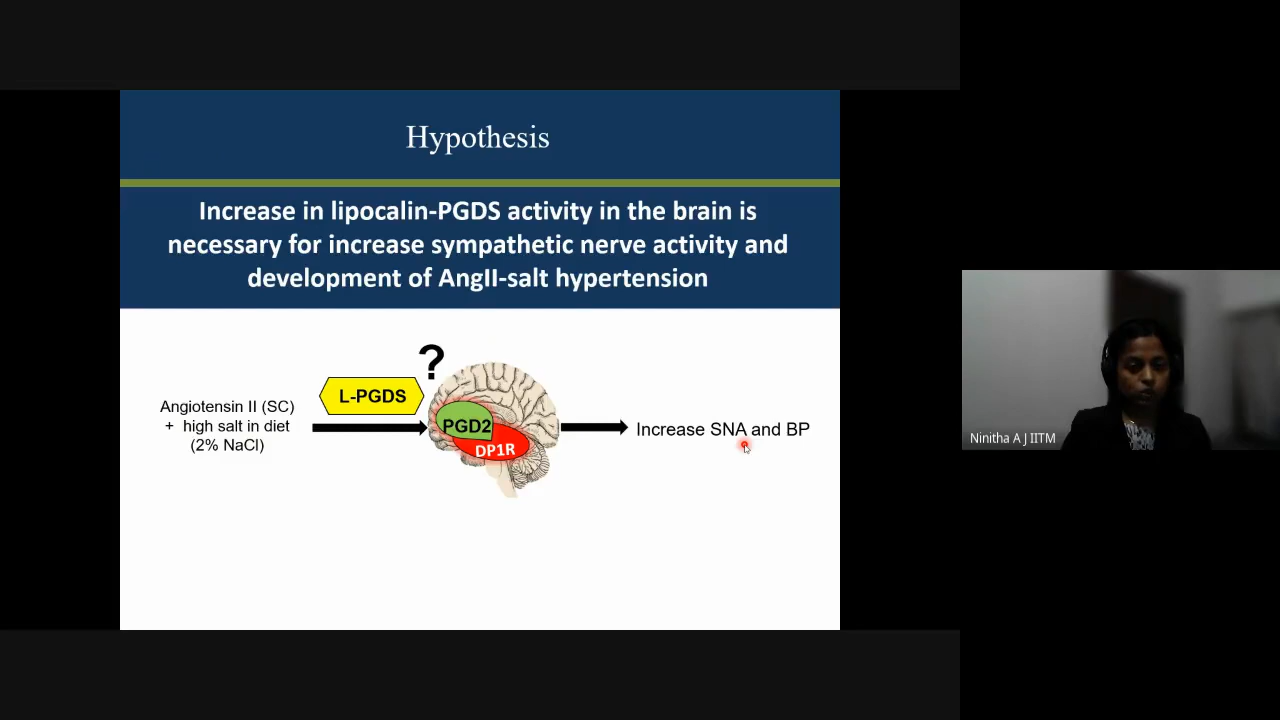 Hypothesis
Increase in lipocalin-PGDS activity in the brain is
necessary for increase sympathetic nerve activity and
development of AngII-salt hypertension
?
L-PGDS
Angiotensin II (SC)
+ high salt in diet
(2% NaCl)
PGD2
DP1R
Increase SNA and BP
Ninitha A J IITM